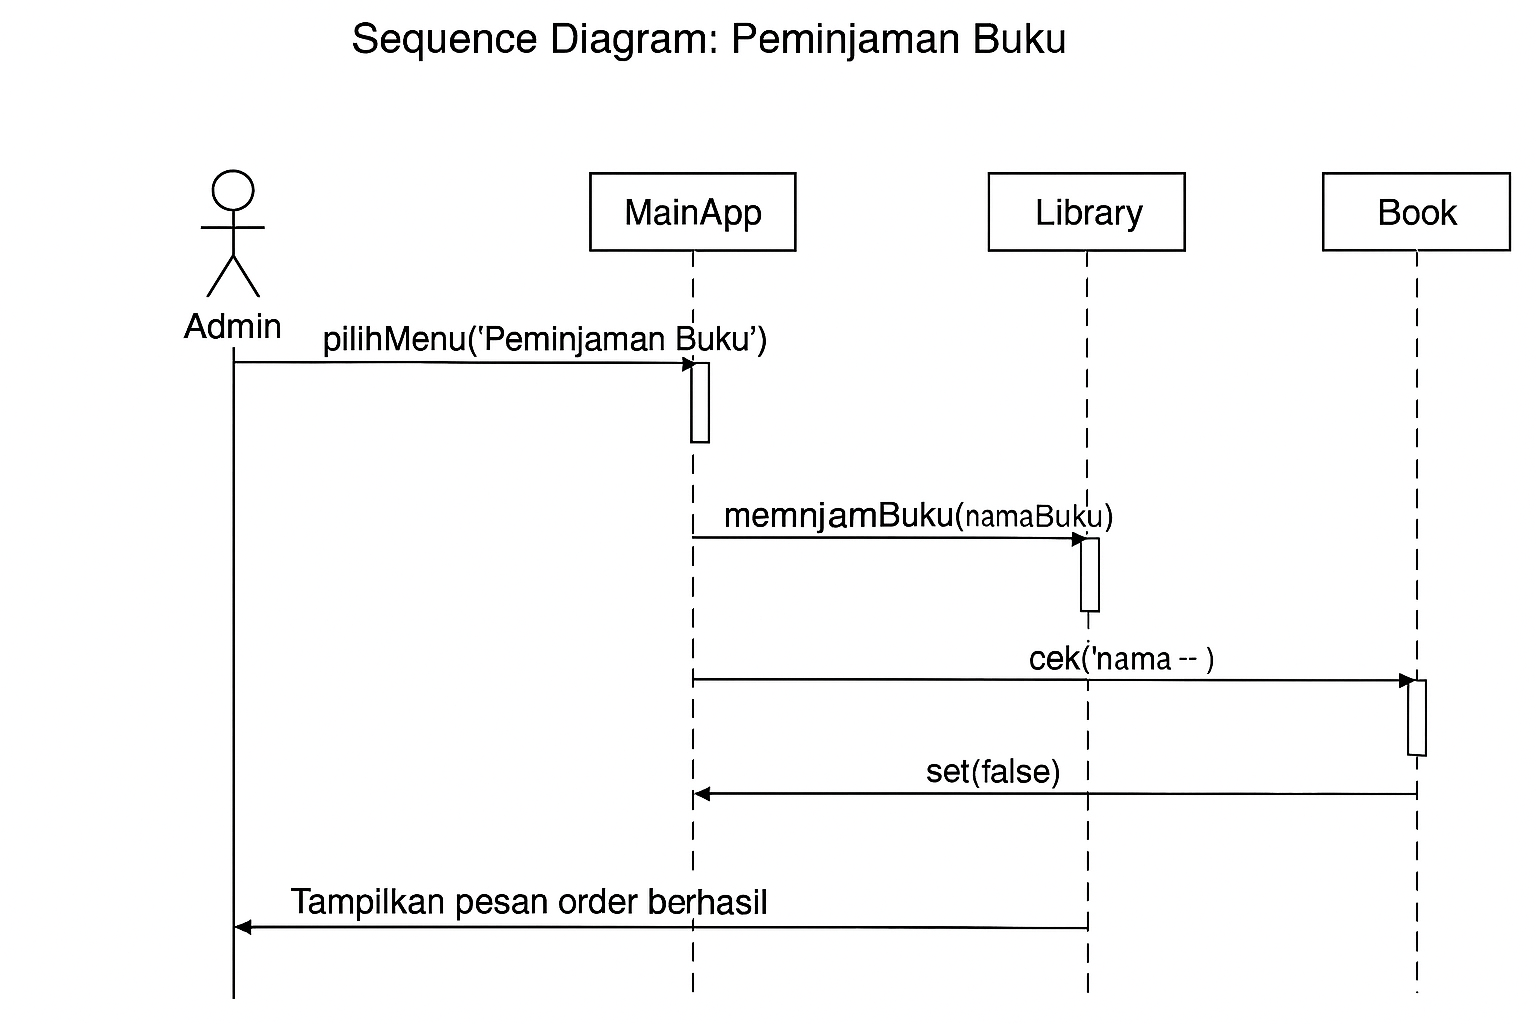 Sequence Diagram: Peminjaman Buku
MainApp
Library
Book
Admin
pilihMenu(‘Peminjaman Buku’)
memnjamBuku(namaBuku)
cek('nama -- )
set(false)
Tampilkan pesan order berhasil